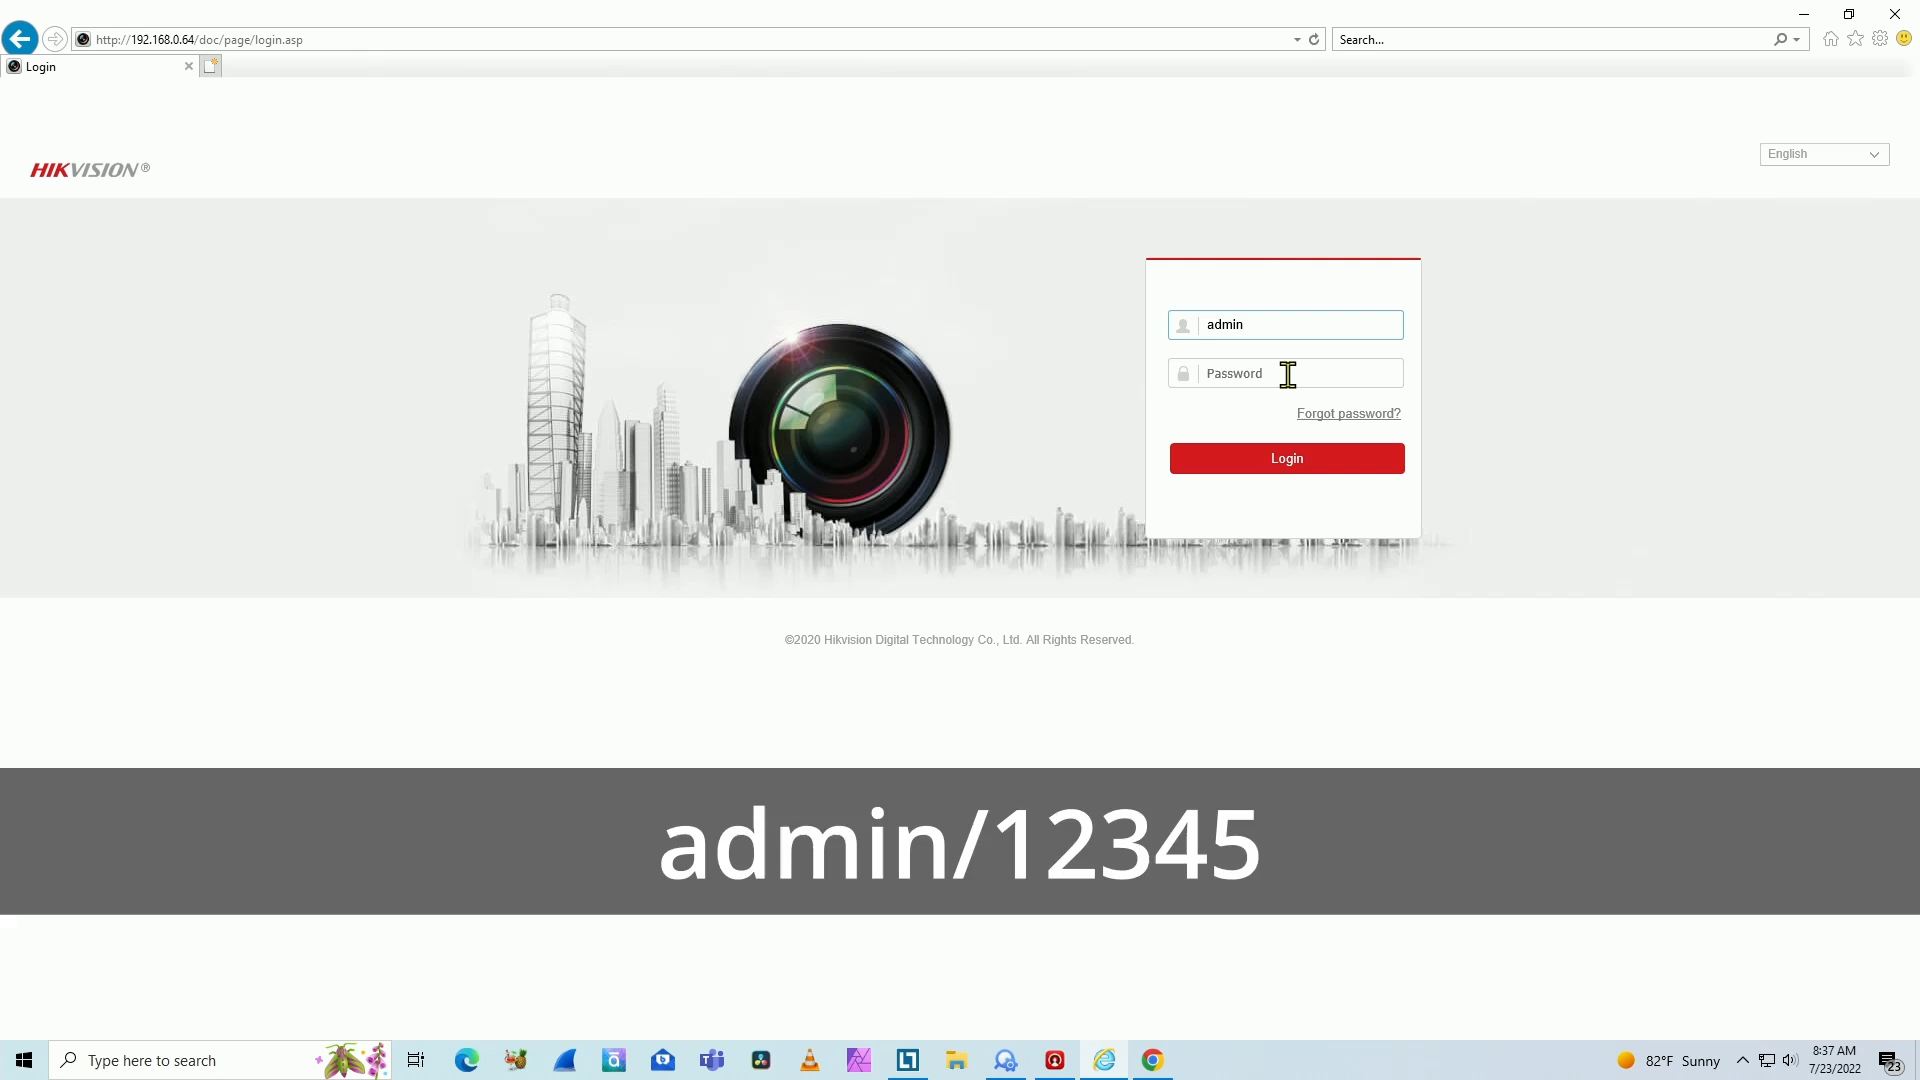 http://192.168.0.64/doc/page/login.asp
Search...
Login
HIKVISION®
English
admin
Password
Forgot password?
Login
©2020 Hikvision Digital Technology Co., Ltd. All Rights Reserved.
admin/12345
Type here to search
82°F Sunny
8:37 AM
7/23/2022
23